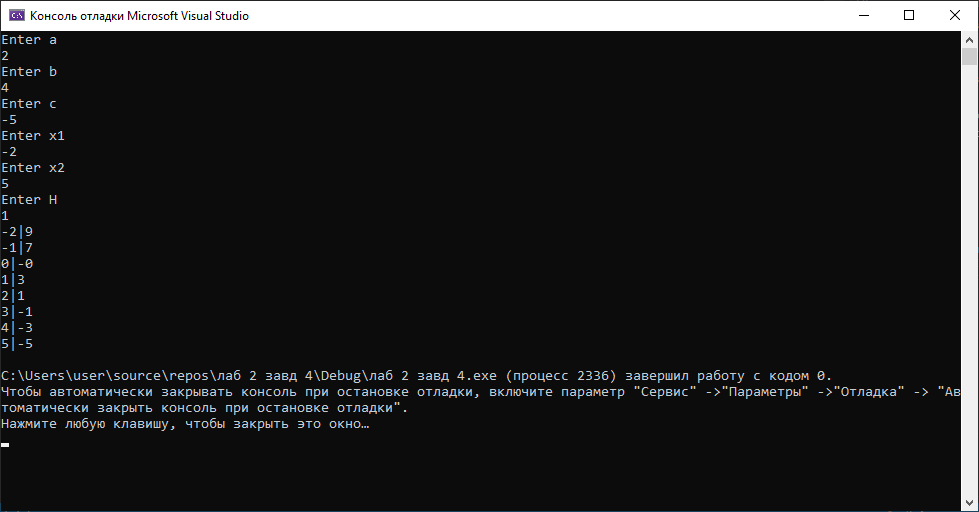 Консоль отладки Microsoft Visual Studio
Enter a
2
Enter b
4
Enter c
-5
Enter x1
-2
Enter x2
5
Enter H
1
-2|9
-1|7
0|-0
1|3
2|1
3|-1
4|-3
5|-5
C:\Users\user\source\repos\лаб 2 завд 4\Debug\лаб 2 завд 4.exe (процесс 2336) завершил работу с кодом 0.
Чтобы автоматически закрывать консоль при остановке отладки, включите параметр "Сервис" ->"Параметры" ->"Отладка" -> "Ав
томатически закрыть консоль при остановке отладки".
Нажмите любую клавишу, чтобы закрыть это окно…